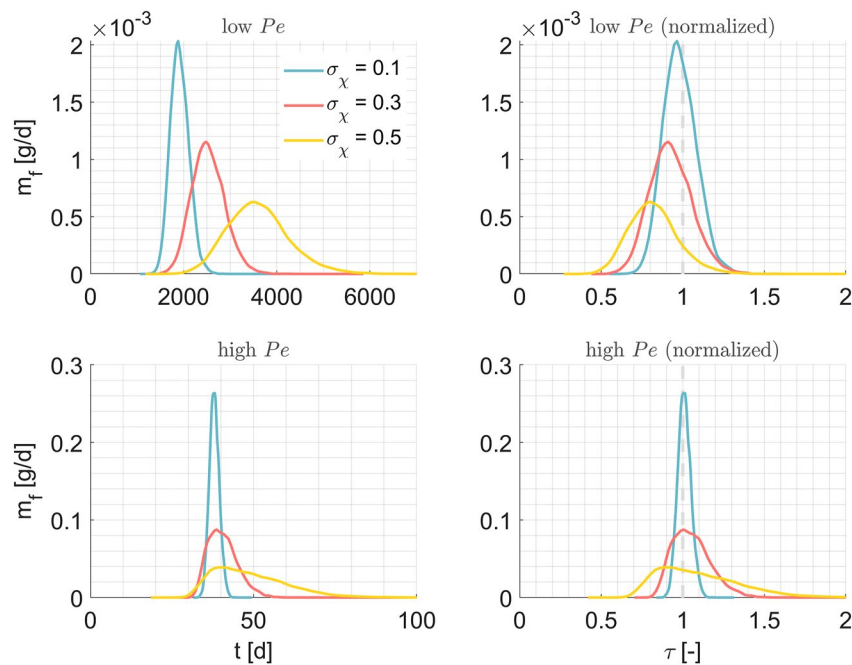 ×10⁻³
low Pe
2
1.5
1
0.5
0
m_f [g/d]
0 2000 4000 6000
σ_χ = 0.1
σ_χ = 0.3
σ_χ = 0.5
×10⁻³
low Pe (normalized)
2
1.5
1
0.5
0
0.5 1 1.5 2
high Pe
0.3
0.2
0.1
0
m_f [g/d]
0 50 100
t [d]
high Pe (normalized)
0.3
0.2
0.1
0
0.5 1 1.5 2
τ [-]